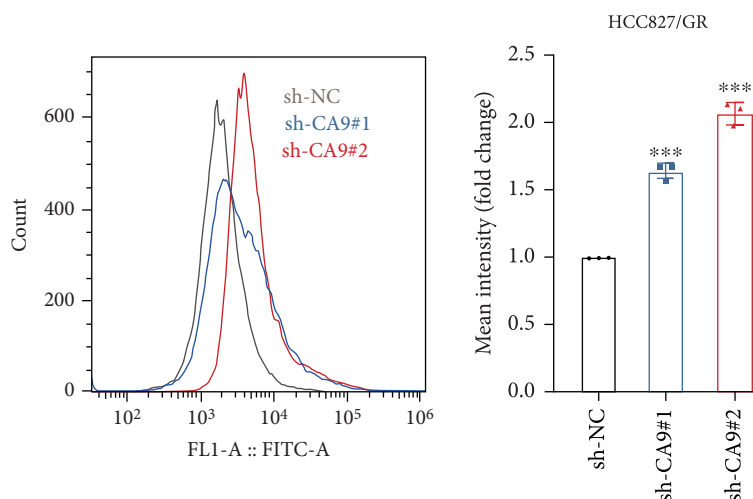 sh-NC
sh-CA9#1
sh-CA9#2
Count
600
400
200
0
10²
10³
10⁴
10⁵
10⁶
FL1-A :: FITC-A
HCC827/GR
Mean intensity (fold change)
2.5
2.0
1.5
1.0
0.5
0.0
***
***
sh-NC
sh-CA9#1
sh-CA9#2